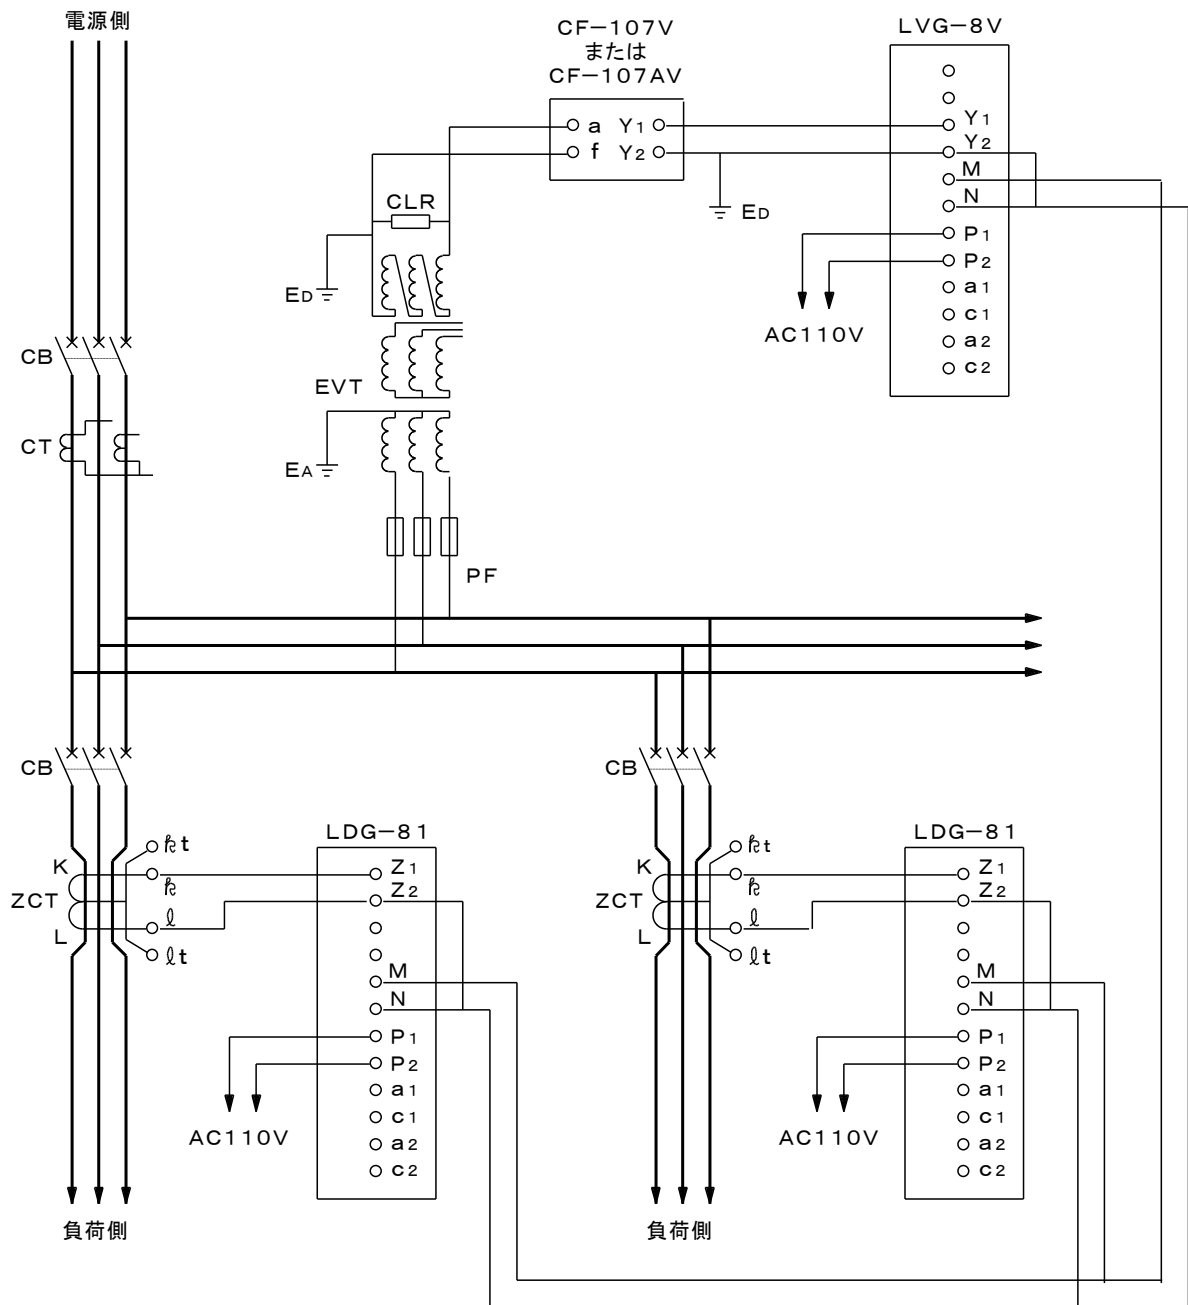 電源側
CF-107V
または
CF-107AV
LVG-8V
a Y1
f Y2
Y1
Y2
M
N
P1
P2
a1
c1
a2
c2
AC110V
ED
CLR
ED
EVT
EA
PF
CB
CT
CB
CB
LDG-81
kt
K
k
ZCT
L
ℓ
ℓt
Z1
Z2
M
N
P1
P2
a1
c1
a2
c2
AC110V
負荷側
LDG-81
kt
K
k
ZCT
L
ℓ
ℓt
Z1
Z2
M
N
P1
P2
a1
c1
a2
c2
AC110V
負荷側